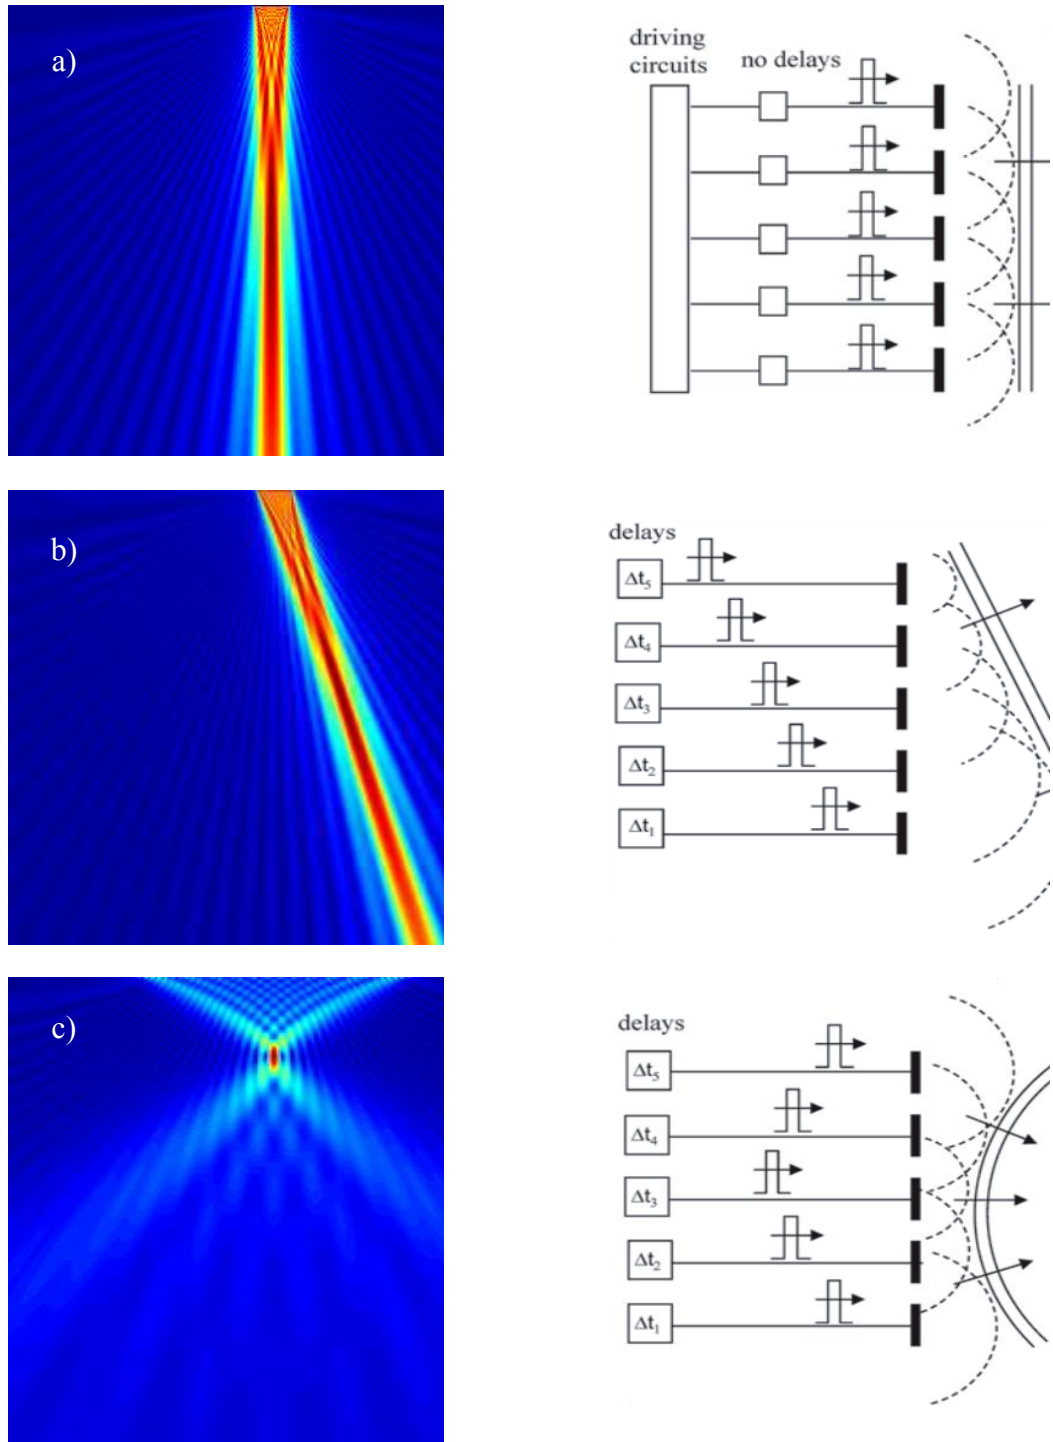 a)
driving
circuits
no delays
b)
delays
Δt₅
Δt₄
Δt₃
Δt₂
Δt₁
c)
delays
Δt₅
Δt₄
Δt₃
Δt₂
Δt₁